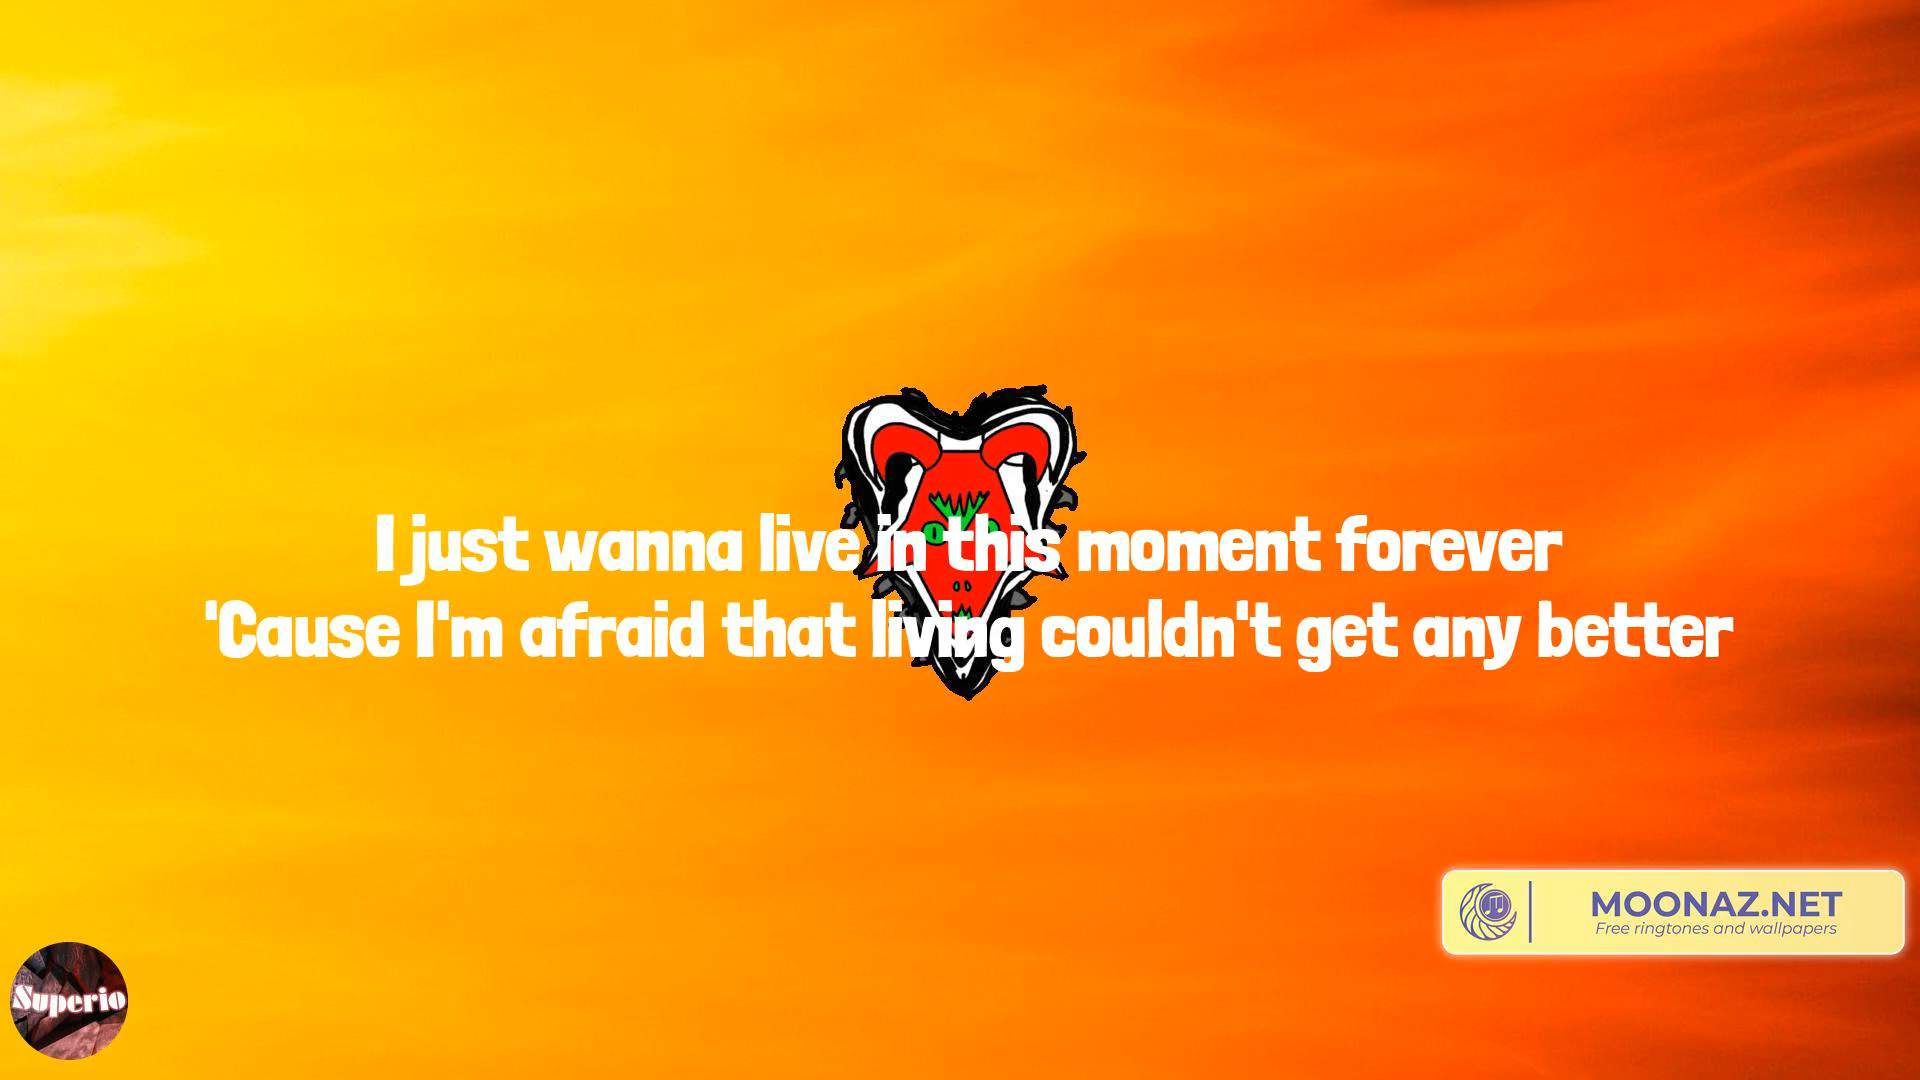 I just wanna live in this moment forever
'Cause I'm afraid that living couldn't get any better
MOONAZ.NET
Free ringtones and wallpapers
Superio